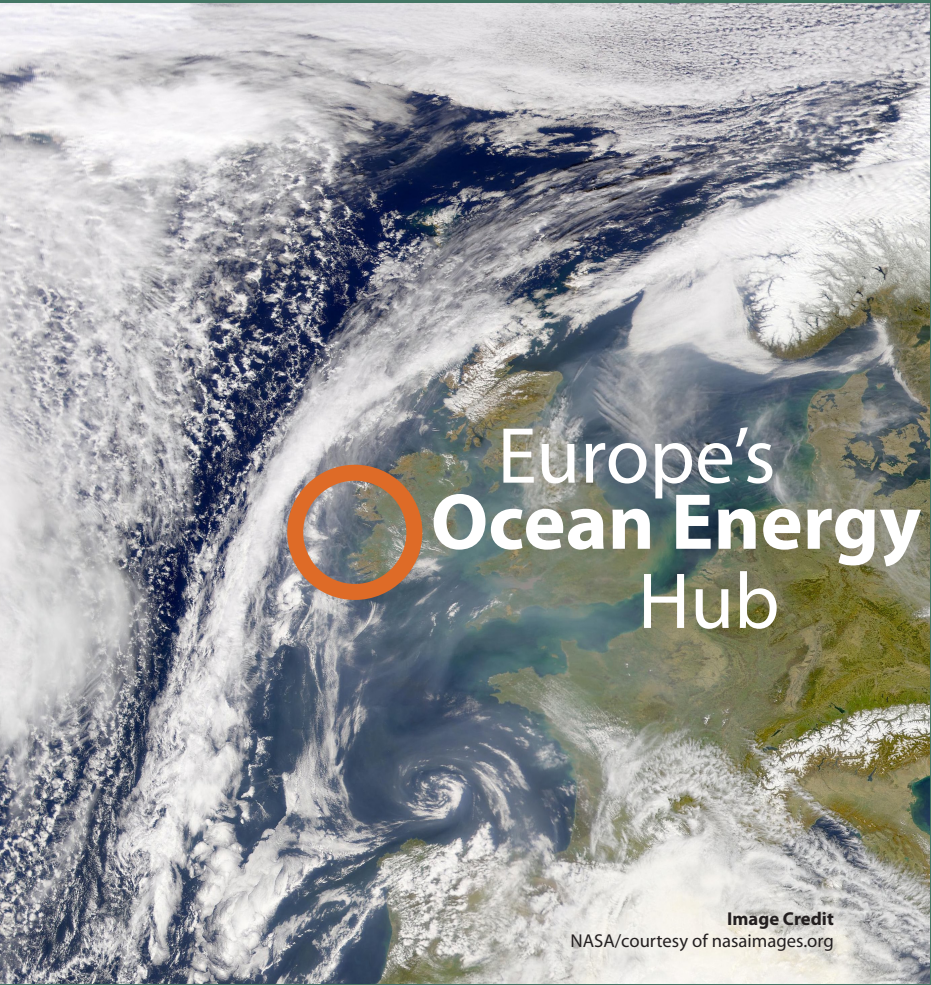 Europe’s
Ocean Energy
Hub
Image Credit
NASA/courtesy of nasaimages.org